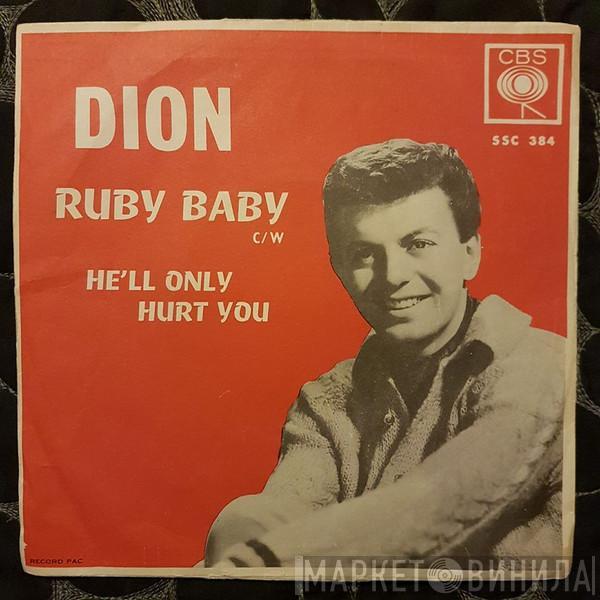 CBS
SSC 384
DION
RUBY BABY
C/W
HE'LL ONLY
HURT YOU
RECORD PAC
МАРКЕТ ВИНИЛА